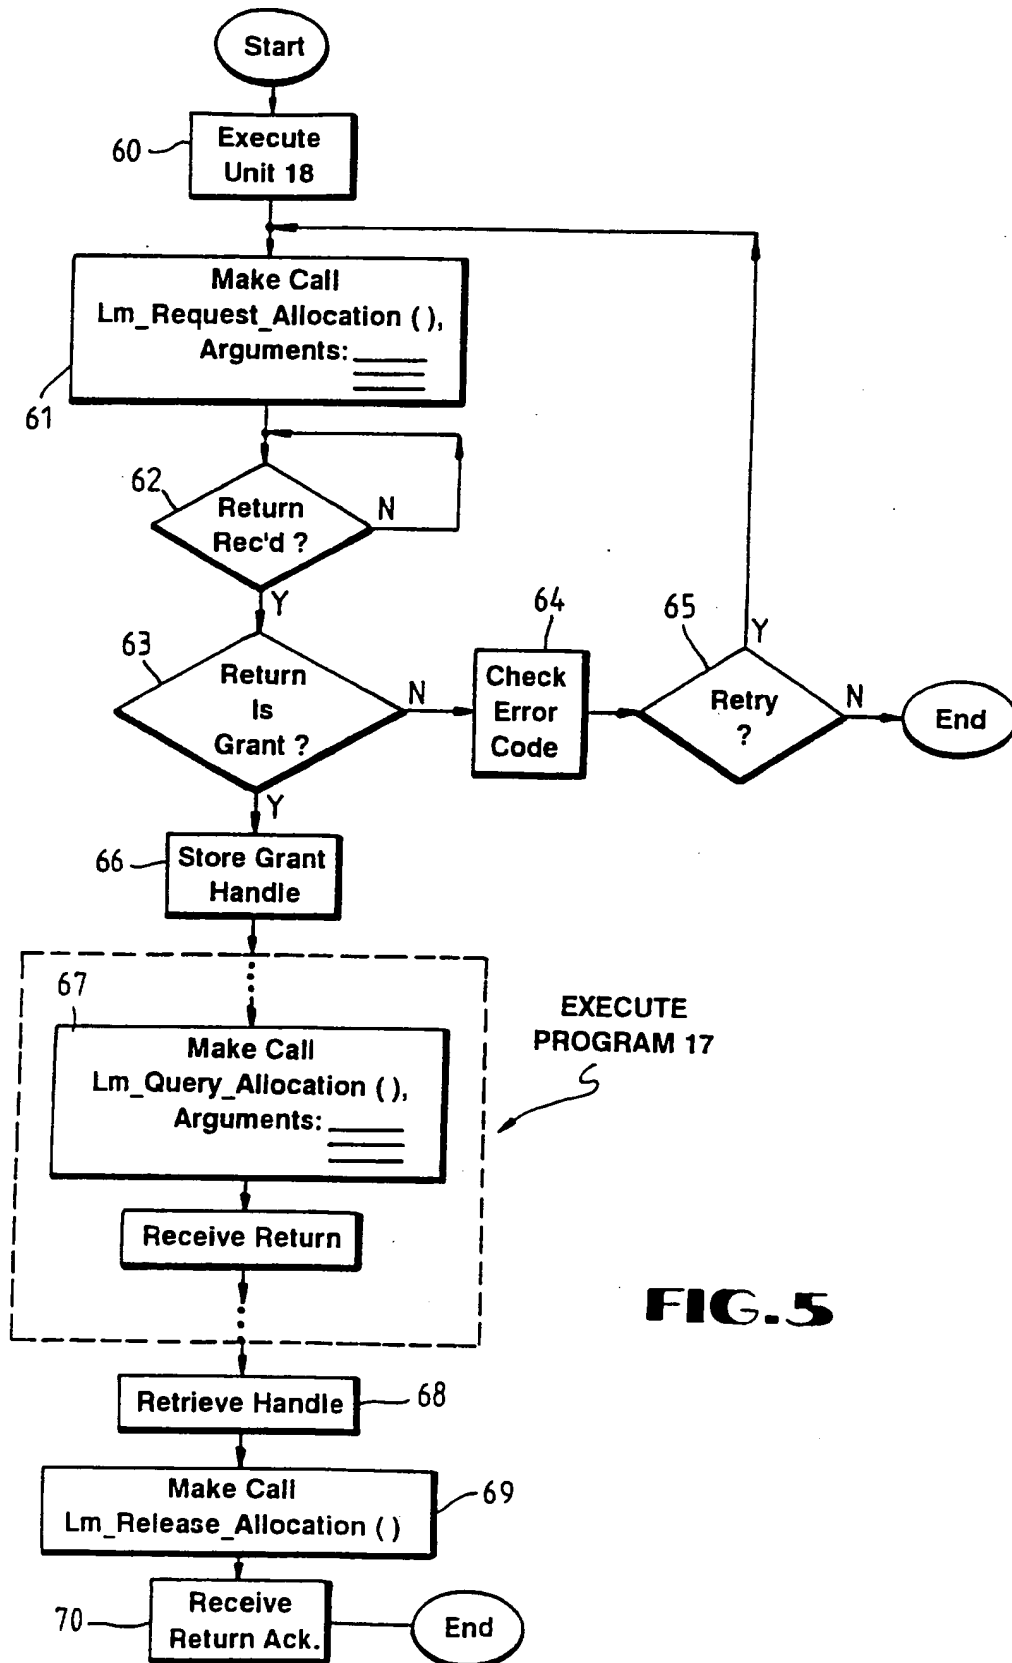 Start
60
Execute
Unit 18
Make Call
Lm_Request_Allocation ( ),
Arguments:
61
62
Return
Rec'd ?
N
Y
63
Return
Is
Grant ?
N
Y
64
Check
Error
Code
65
Retry
?
Y
N
End
66
Store Grant
Handle
67
Make Call
Lm_Query_Allocation ( ),
Arguments:
Receive Return
EXECUTE
PROGRAM 17
FIG. 5
Retrieve Handle
68
Make Call
Lm_Release_Allocation ( )
69
70
Receive
Return Ack.
End